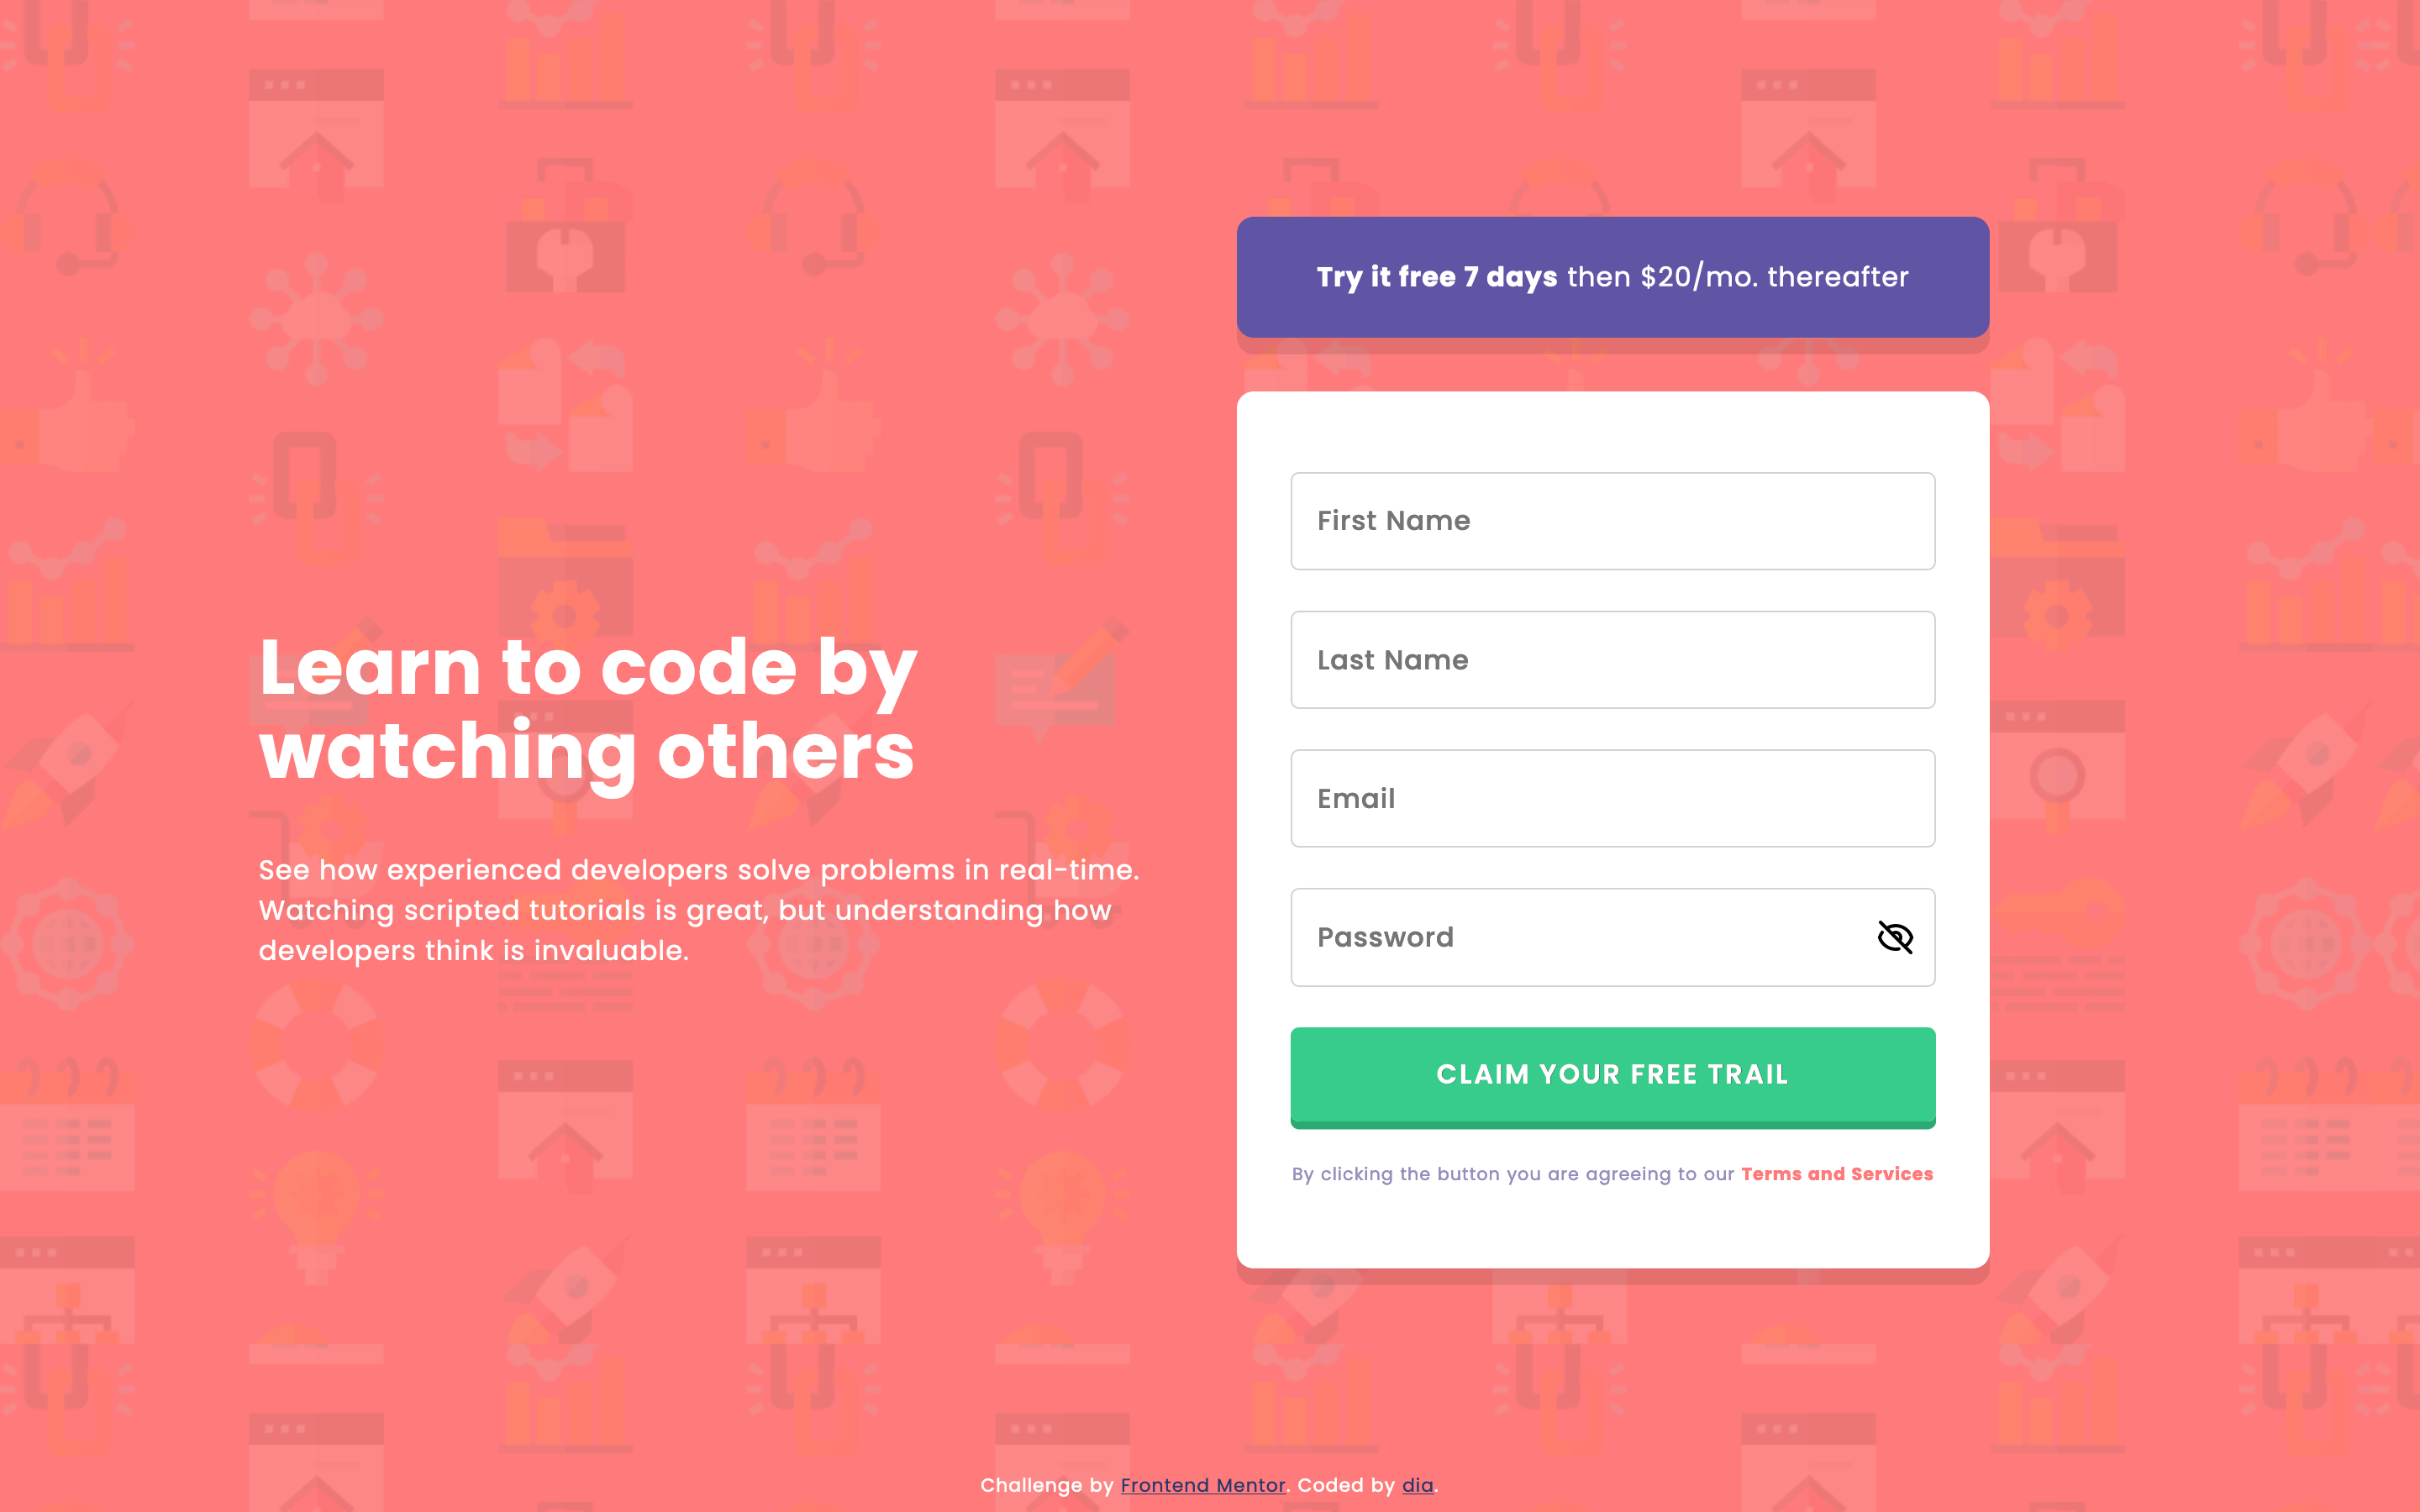 Learn to code by
watching others
See how experienced developers solve problems in real-time.
Watching scripted tutorials is great, but understanding how
developers think is invaluable.
Try it free 7 days then $20/mo. thereafter
First Name
Last Name
Email
Password
CLAIM YOUR FREE TRAIL
By clicking the button you are agreeing to our Terms and Services
Challenge by Frontend Mentor. Coded by dia.